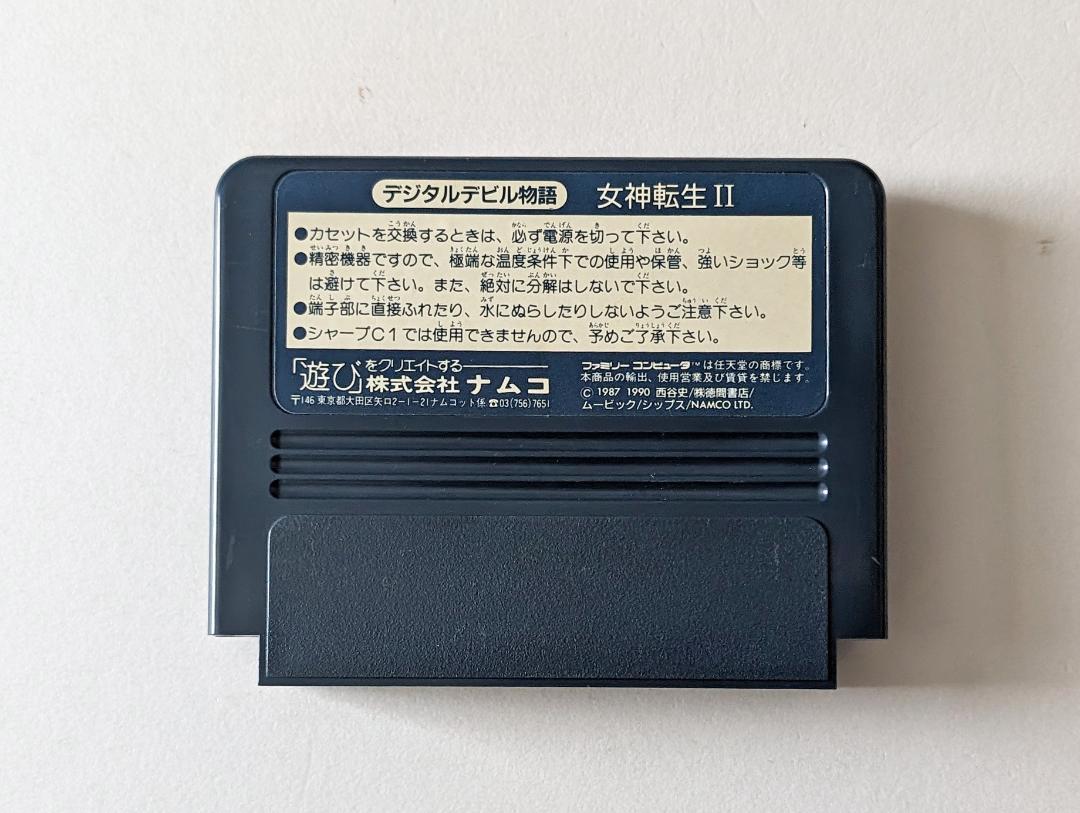 デジタルデビル物語 女神転生II
●カセットを交換するときは、必ず電源を切って下さい。
●精密機器ですので、極端な温度条件下での使用や保管、強いショック等
は避けて下さい。また、絶対に分解はしないで下さい。
●端子部に直接ふれたり、水にぬらしたりしないようご注意下さい。
●シャープC1では使用できませんので、予めご了承下さい。
「遊び」をクリエイトする
株式会社 ナムコ
〒146 東京都大田区矢口2-1-21ナムコット係 ☎03(756)7651
ファミリーコンピュータ™は任天堂の商標です。
本商品の輸出、使用営業及び賃貸を禁じます。
© 1987 1990 西谷史/㈱徳間書店/
ムービック/シップス/NAMCO LTD.